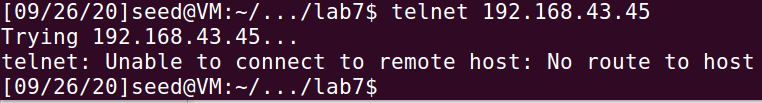 [09/26/20]seed@VM:~/.../lab7$ telnet 192.168.43.45
Trying 192.168.43.45...
telnet: Unable to connect to remote host: No route to host
[09/26/20]seed@VM:~/.../lab7$